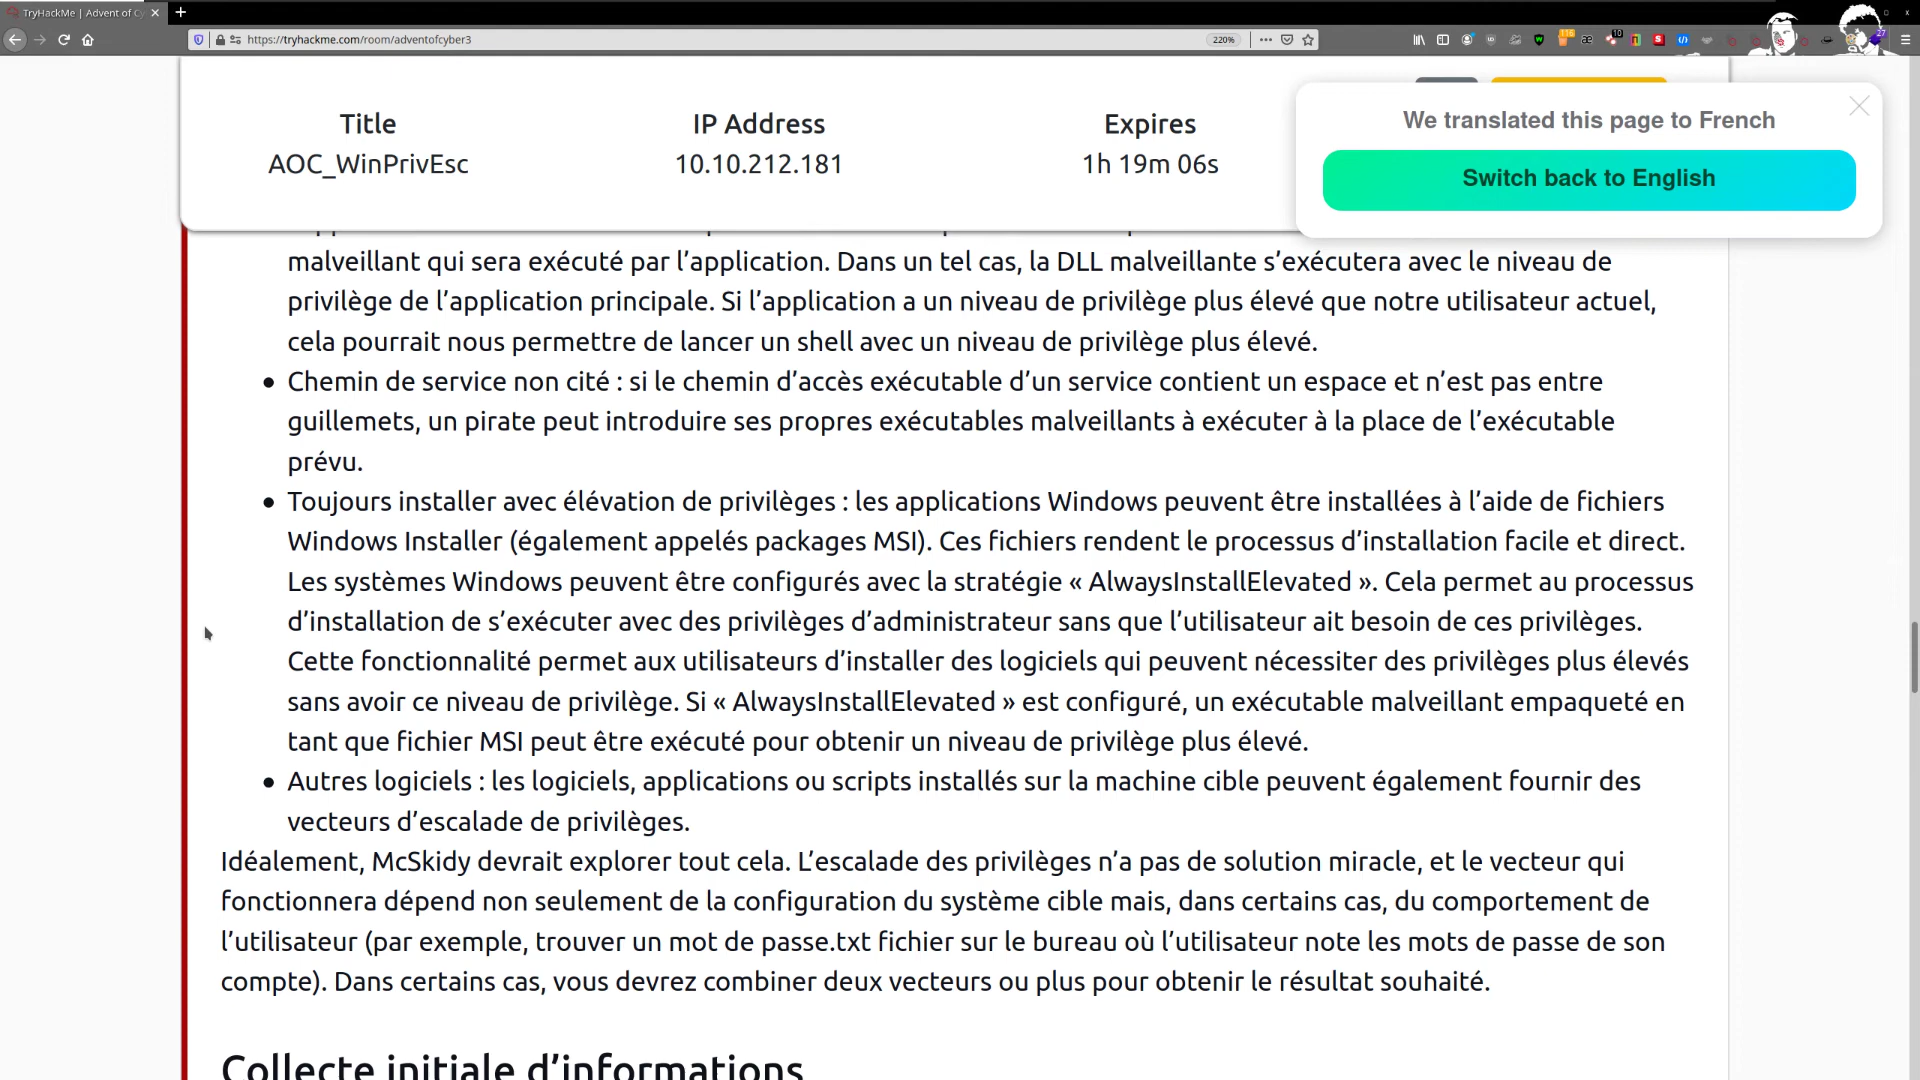 TryHackMe | Advent of Cy
https://tryhackme.com/room/adventofcyber3
220%
116
10
27
Title
IP Address
Expires
AOC_WinPrivEsc
10.10.212.181
1h 19m 06s
We translated this page to French
Switch back to English
malveillant qui sera exécuté par l’application. Dans un tel cas, la DLL malveillante s’exécutera avec le niveau de
privilège de l’application principale. Si l’application a un niveau de privilège plus élevé que notre utilisateur actuel,
cela pourrait nous permettre de lancer un shell avec un niveau de privilège plus élevé.
Chemin de service non cité : si le chemin d’accès exécutable d’un service contient un espace et n’est pas entre
guillemets, un pirate peut introduire ses propres exécutables malveillants à exécuter à la place de l’exécutable
prévu.
Toujours installer avec élévation de privilèges : les applications Windows peuvent être installées à l’aide de fichiers
Windows Installer (également appelés packages MSI). Ces fichiers rendent le processus d’installation facile et direct.
Les systèmes Windows peuvent être configurés avec la stratégie « AlwaysInstallElevated ». Cela permet au processus
d’installation de s’exécuter avec des privilèges d’administrateur sans que l’utilisateur ait besoin de ces privilèges.
Cette fonctionnalité permet aux utilisateurs d’installer des logiciels qui peuvent nécessiter des privilèges plus élevés
sans avoir ce niveau de privilège. Si « AlwaysInstallElevated » est configuré, un exécutable malveillant empaqueté en
tant que fichier MSI peut être exécuté pour obtenir un niveau de privilège plus élevé.
Autres logiciels : les logiciels, applications ou scripts installés sur la machine cible peuvent également fournir des
vecteurs d’escalade de privilèges.
Idéalement, McSkidy devrait explorer tout cela. L’escalade des privilèges n’a pas de solution miracle, et le vecteur qui
fonctionnera dépend non seulement de la configuration du système cible mais, dans certains cas, du comportement de
l’utilisateur (par exemple, trouver un mot de passe.txt fichier sur le bureau où l’utilisateur note les mots de passe de son
compte). Dans certains cas, vous devrez combiner deux vecteurs ou plus pour obtenir le résultat souhaité.
Collecte initiale d’informations